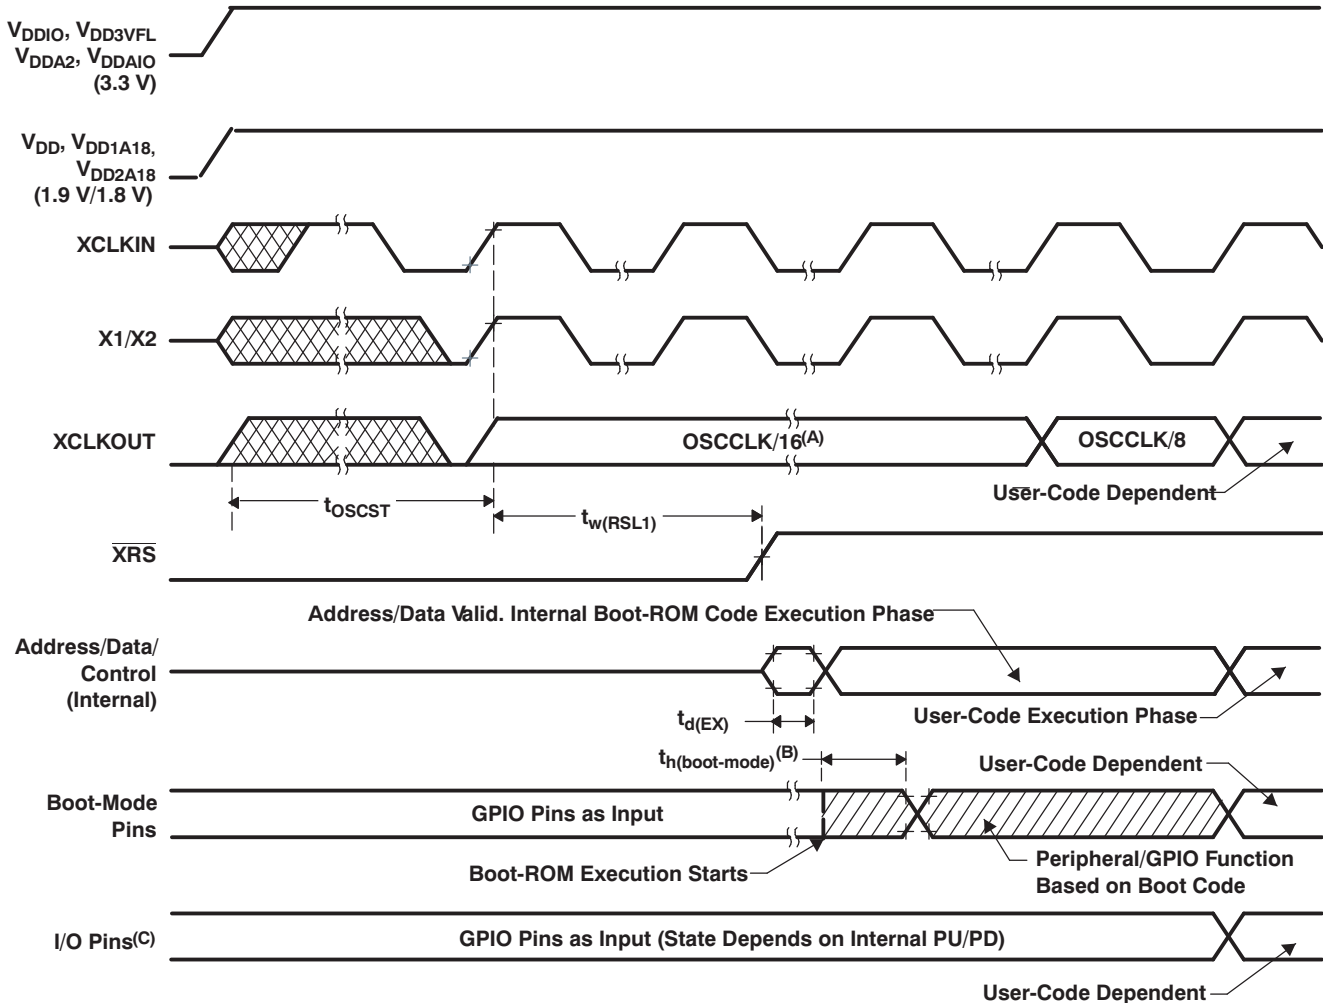 VDDIO, VDD3VFL
VDDA2, VDDAIO
(3.3 V)
VDD, VDD1A18,
VDD2A18
(1.9 V/1.8 V)
XCLKIN
X1/X2
XCLKOUT
OSCCLK/16(A)
OSCCLK/8
User-Code Dependent
tOSCST
tw(RSL1)
XRS
Address/Data Valid. Internal Boot-ROM Code Execution Phase
Address/Data/
Control
(Internal)
td(EX)
User-Code Execution Phase
th(boot-mode)(B)
User-Code Dependent
Boot-Mode
Pins
GPIO Pins as Input
Boot-ROM Execution Starts
Peripheral/GPIO Function
Based on Boot Code
I/O Pins(C)
GPIO Pins as Input (State Depends on Internal PU/PD)
User-Code Dependent